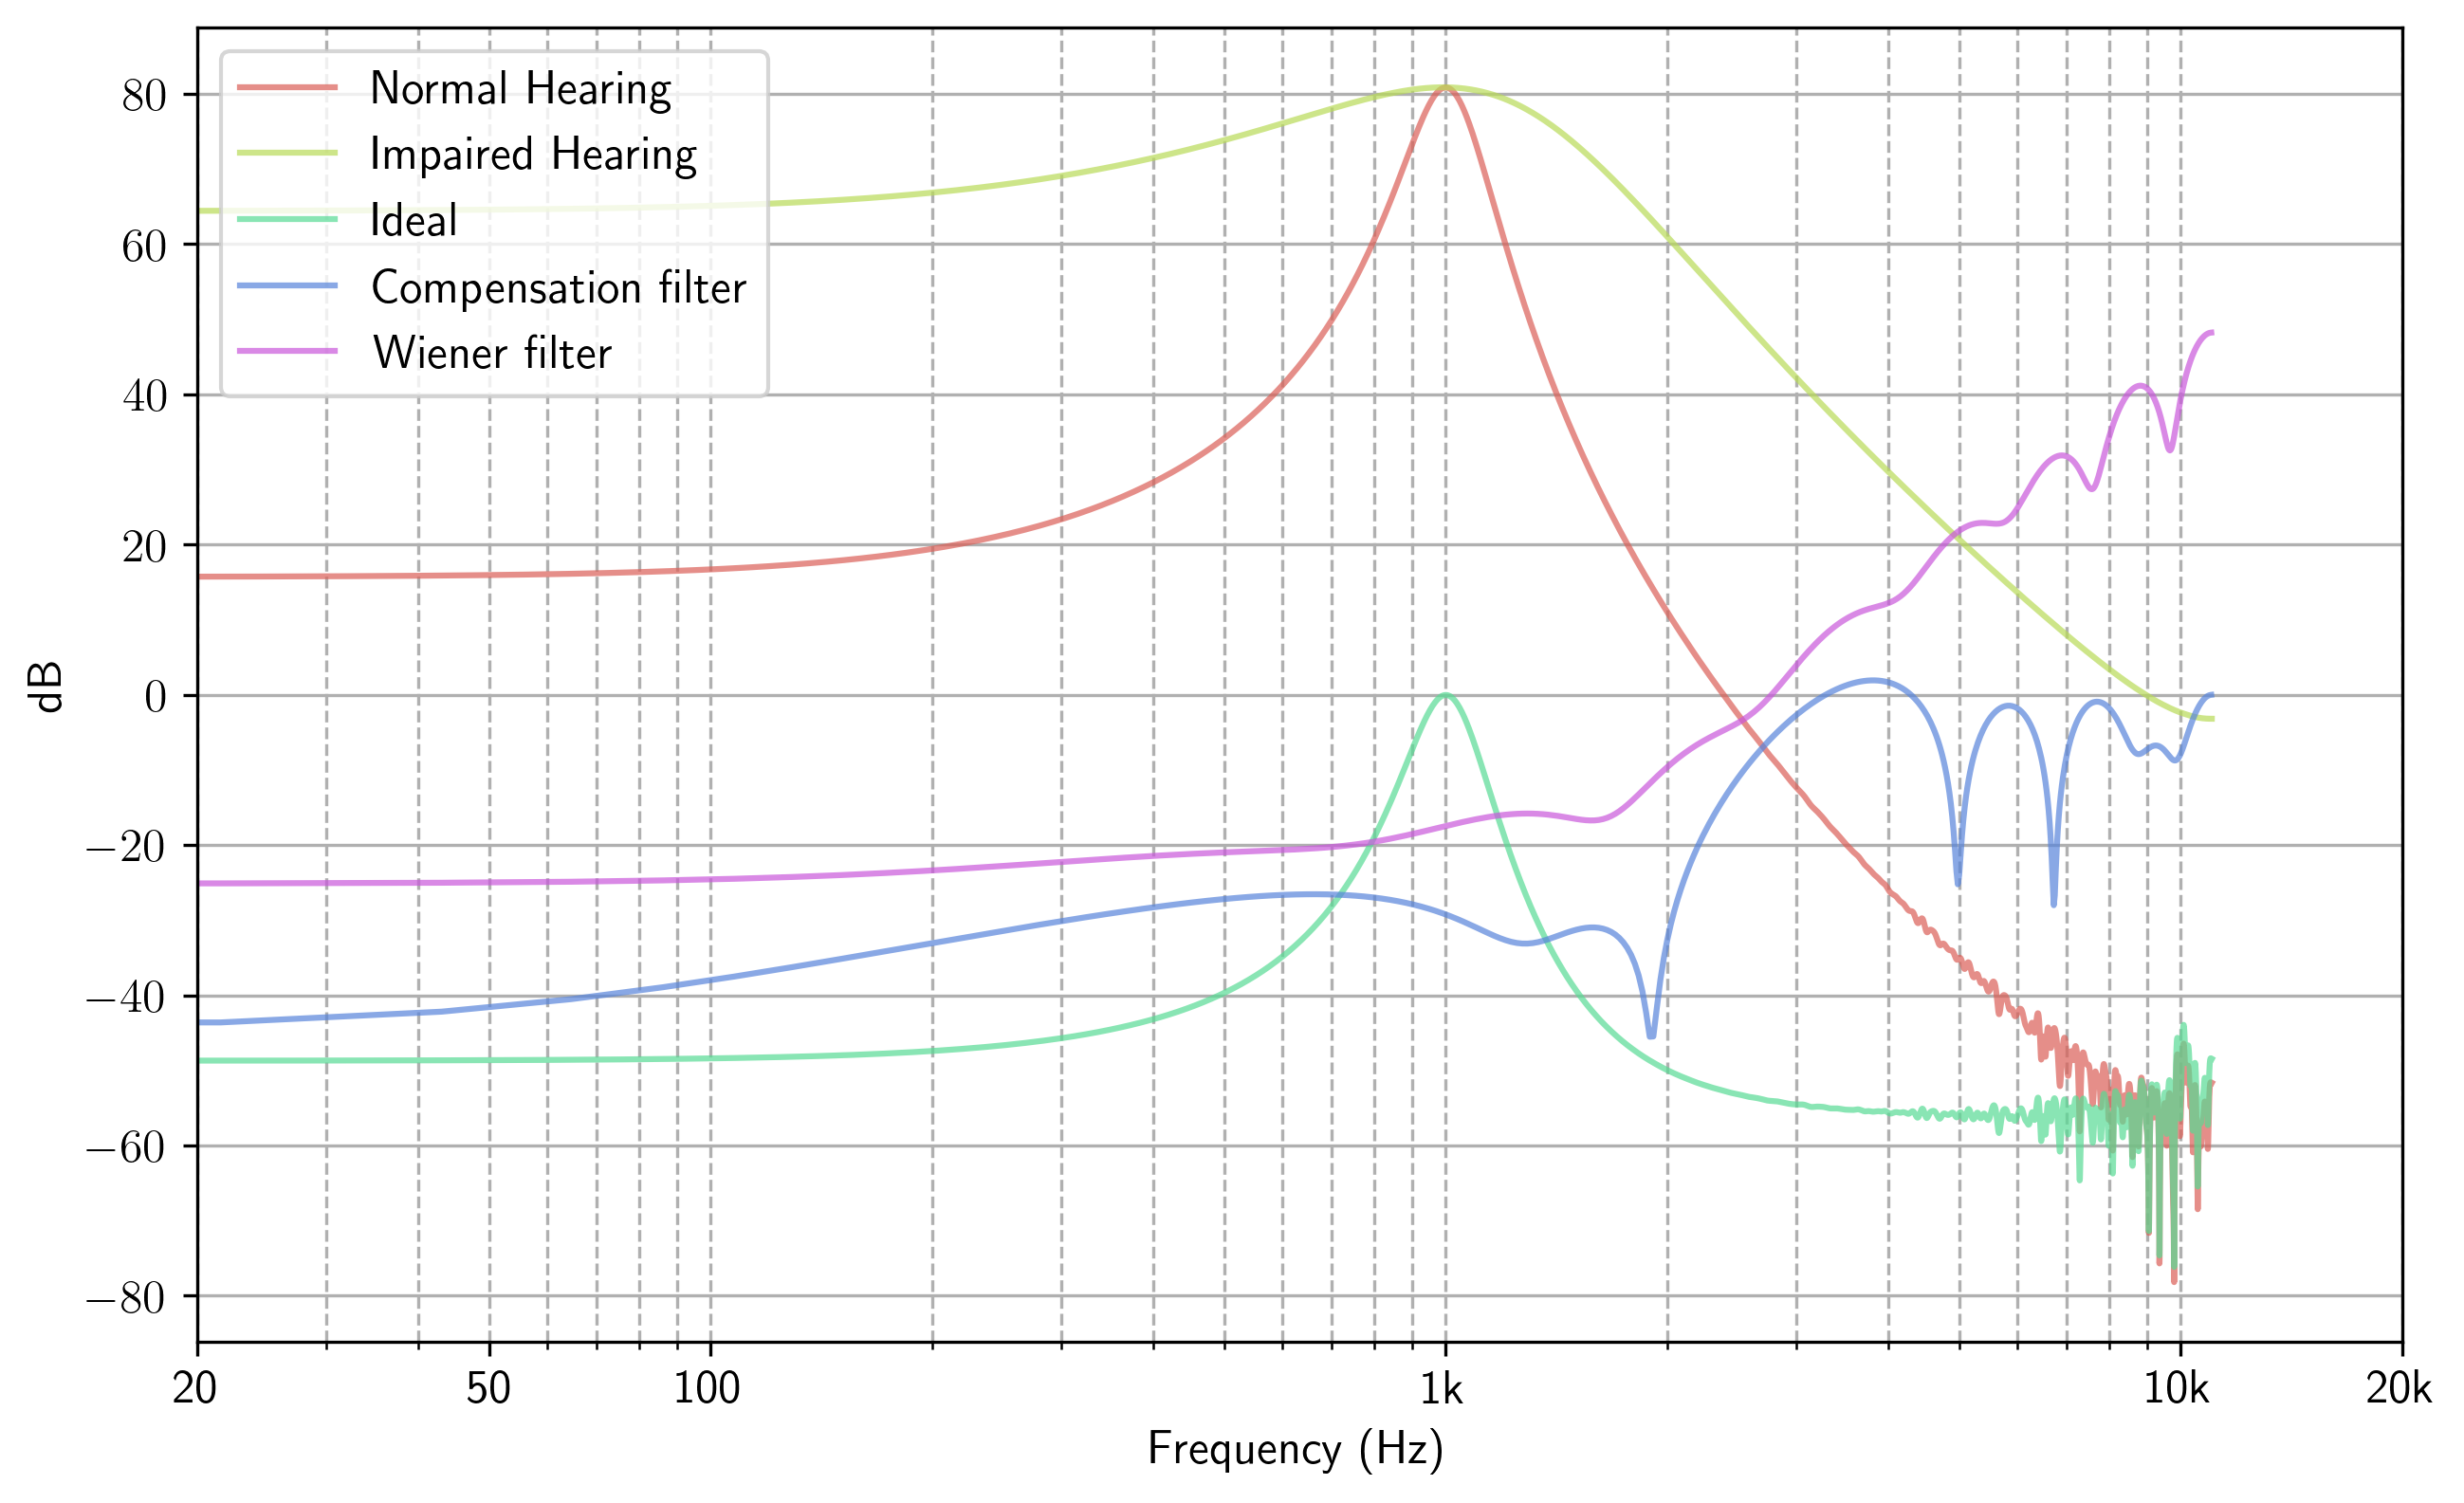 Normal Hearing
Impaired Hearing
Ideal
Compensation filter
Wiener filter
80
60
40
20
0
−20
−40
−60
−80
dB
20 50 100 1k 10k 20k
Frequency (Hz)